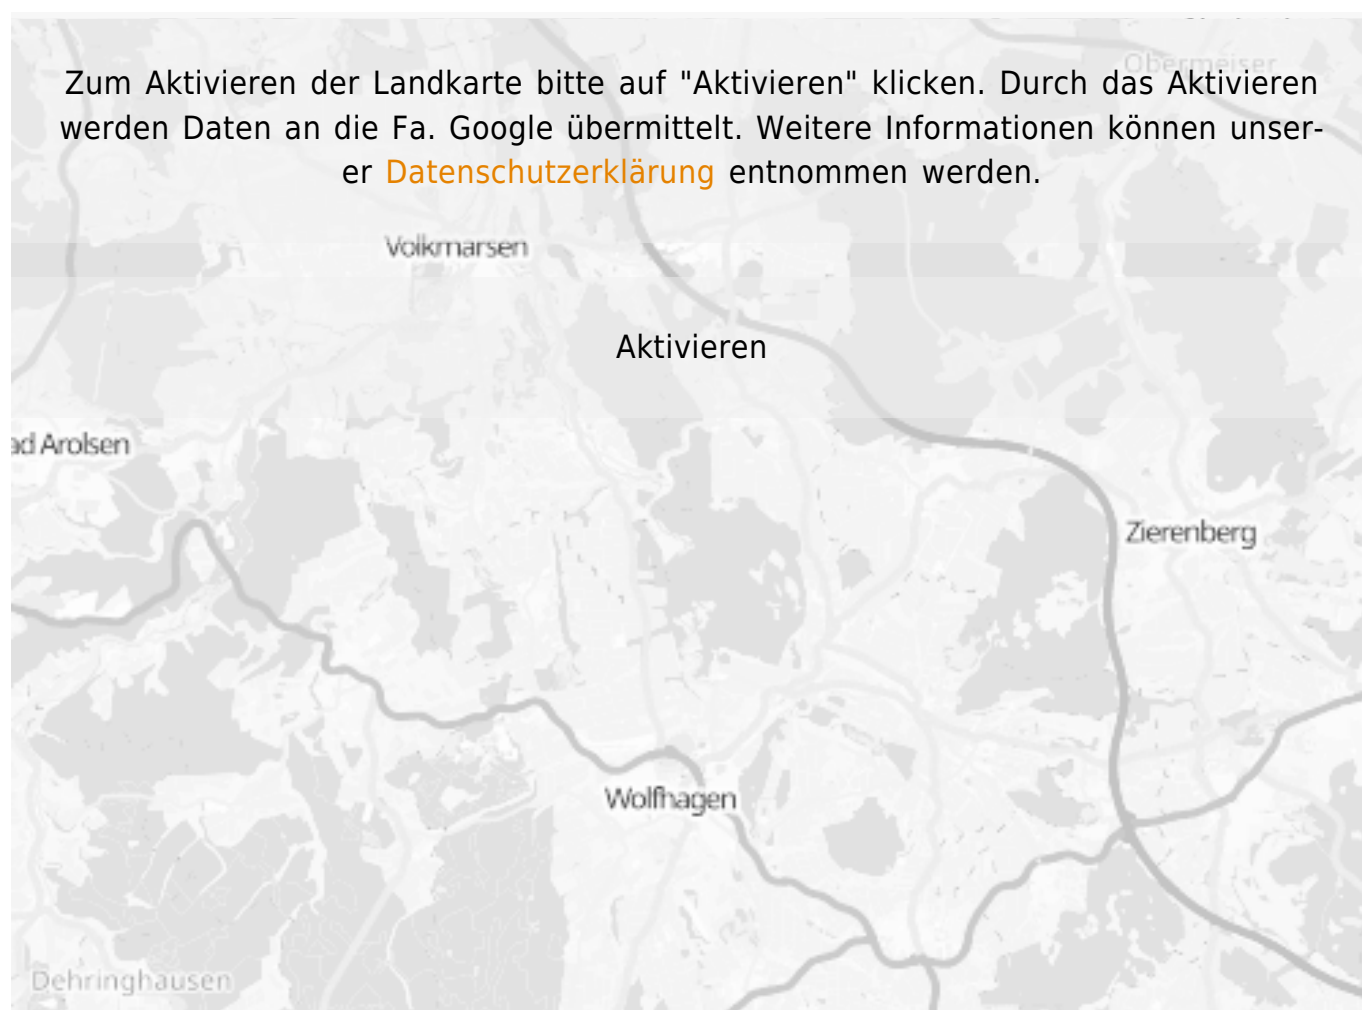 Obermeiser
Zum Aktivieren der Landkarte bitte auf "Aktivieren" klicken. Durch das Aktivieren
werden Daten an die Fa. Google übermittelt. Weitere Informationen können unser-
er Datenschutzerklärung entnommen werden.
Volkmarsen
Aktivieren
ad Arolsen
Zierenberg
Wolfhagen
Dehringhausen